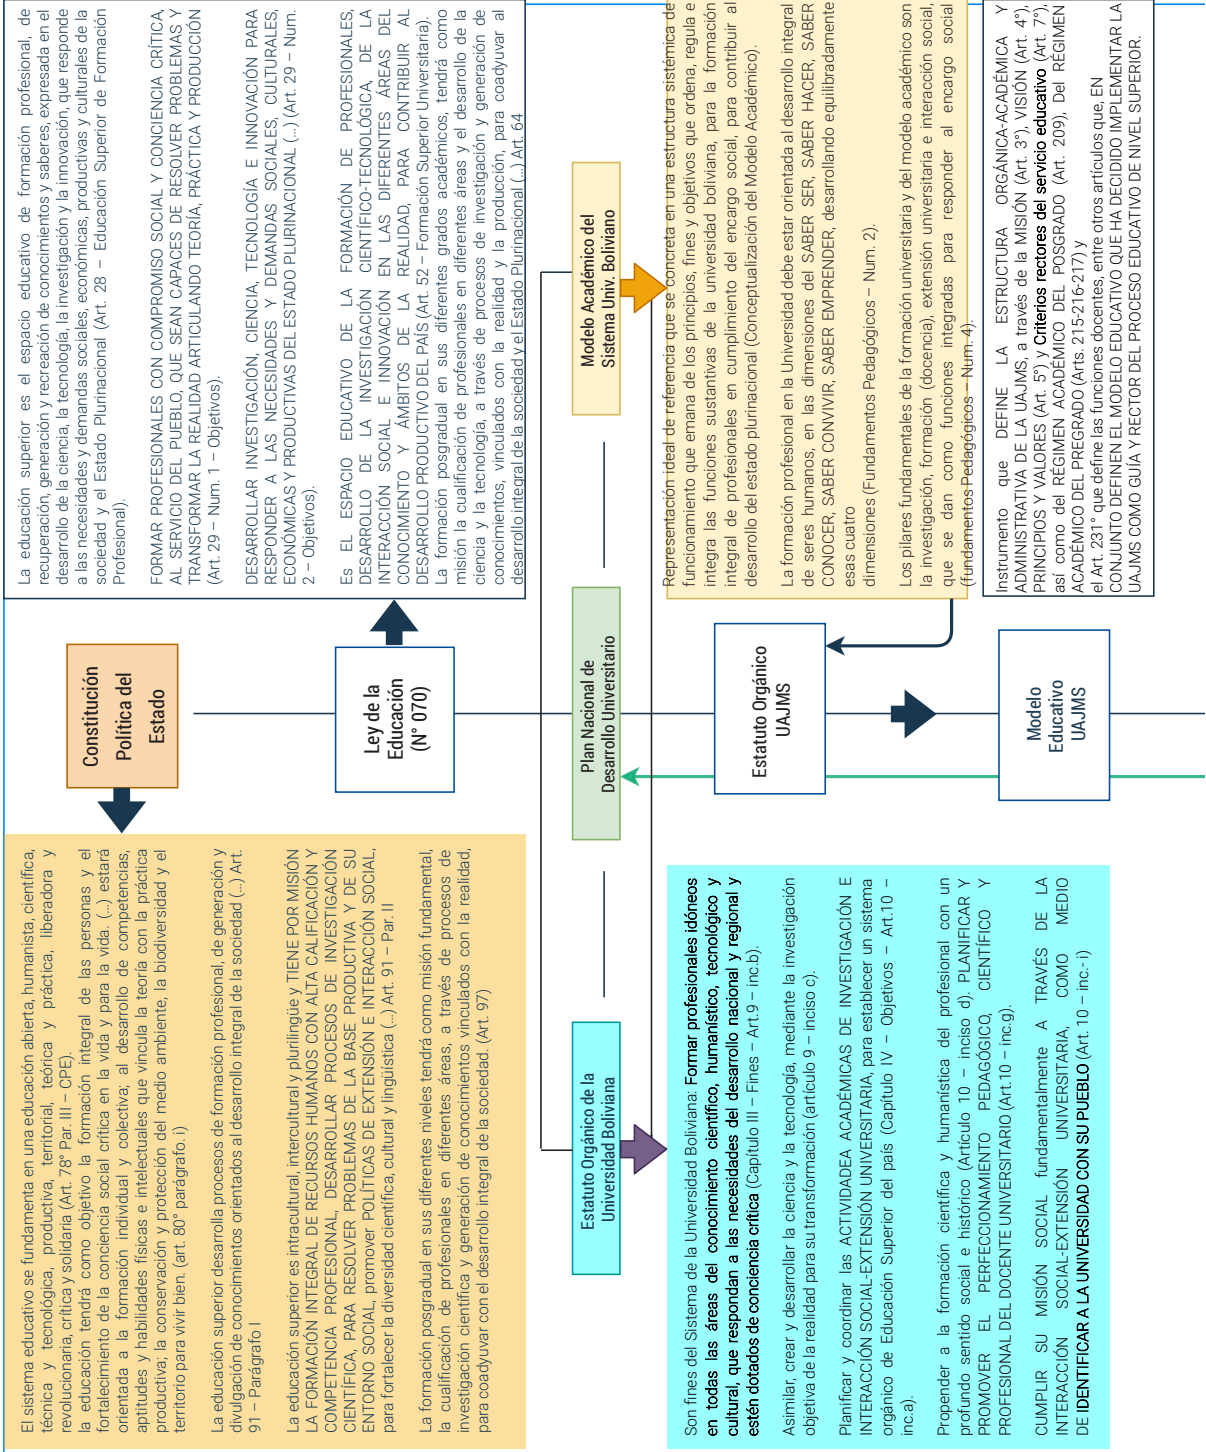 El sistema educativo se fundamenta en una educación abierta, humanista, científica,
técnica y tecnológica, productiva, territorial, teórica y práctica, liberadora y
revolucionaria, crítica y solidaria (Art. 78° Par. III – CPE).
la educación tendrá como objetivo la formación integral de las personas y el
fortalecimiento de la conciencia social crítica en la vida y para la vida. (...) estará
orientada a la formación individual y colectiva; al desarrollo de competencias,
aptitudes y habilidades físicas e intelectuales que vincula la teoría con la práctica
productiva; la conservación y protección del medio ambiente, la biodiversidad y el
territorio para vivir bien. (art. 80° parágrafo. i)
La educación superior desarrolla procesos de formación profesional, de generación y
divulgación de conocimientos orientados al desarrollo integral de la sociedad (...) Art.
91 – Parágrafo I
La educación superior es intracultural, intercultural y plurilingüe y TIENE POR MISIÓN
LA FORMACIÓN INTEGRAL DE RECURSOS HUMANOS CON ALTA CALIFICACIÓN Y
COMPETENCIA PROFESIONAL, DESARROLLAR PROCESOS DE INVESTIGACIÓN
CIENTÍFICA, PARA RESOLVER PROBLEMAS DE LA BASE PRODUCTIVA Y DE SU
ENTORNO SOCIAL, promover POLÍTICAS DE EXTENSIÓN E INTERACCIÓN SOCIAL,
para fortalecer la diversidad científica, cultural y lingüística (...) Art. 91 – Par. II
La formación posgradual en sus diferentes niveles tendrá como misión fundamental,
la cualificación de profesionales en diferentes áreas, a través de procesos de
investigación científica y generación de conocimientos vinculados con la realidad,
para coadyuvar con el desarrollo integral de la sociedad. (Art. 97)
Constitución
Política del
Estado
La educación superior es el espacio educativo de formación profesional, de
recuperación, generación y recreación de conocimientos y saberes, expresada en el
desarrollo de la ciencia, la tecnología, la investigación y la innovación, que responde
a las necesidades y demandas sociales, económicas, productivas y culturales de la
sociedad y el Estado Plurinacional (Art. 28 – Educación Superior de Formación
Profesional).
FORMAR PROFESIONALES CON COMPROMISO SOCIAL Y CONCIENCIA CRÍTICA,
AL SERVICIO DEL PUEBLO, QUE SEAN CAPACES DE RESOLVER PROBLEMAS Y
TRANSFORMAR LA REALIDAD ARTICULANDO TEORÍA, PRÁCTICA Y PRODUCCIÓN
(Art. 29 – Num. 1 – Objetivos).
DESARROLLAR INVESTIGACIÓN, CIENCIA, TECNOLOGÍA E INNOVACIÓN PARA
RESPONDER A LAS NECESIDADES Y DEMANDAS SOCIALES, CULTURALES,
ECONÓMICAS Y PRODUCTIVAS DEL ESTADO PLURINACIONAL (...) (Art. 29 – Num.
2 – Objetivos).
Es EL ESPACIO EDUCATIVO DE LA FORMACIÓN DE PROFESIONALES,
DESARROLLO DE LA INVESTIGACIÓN CIENTÍFICO-TECNOLÓGICA, DE LA
INTERACCIÓN SOCIAL E INNOVACIÓN EN LAS DIFERENTES ÁREAS DEL
CONOCIMIENTO Y ÁMBITOS DE LA REALIDAD, PARA CONTRIBUIR AL
DESARROLLO PRODUCTIVO DEL PAÍS (Art. 52 – Formación Superior Universitaria).
La formación posgradual en sus diferentes grados académicos, tendrá como
misión la cualificación de profesionales en diferentes áreas y el desarrollo de la
ciencia y la tecnología, a través de procesos de investigación y generación de
conocimientos, vinculados con la realidad y la producción, para coadyuvar al
desarrollo integral de la sociedad y el Estado Plurinacional (...) Art. 64
Ley de la
Educación
(N° 070)
Estatuto Orgánico de la
Universidad Boliviana
Plan Nacional de
Desarrollo Universitario
Modelo Académico del
Sistema Univ. Boliviano
Son fines del Sistema de la Universidad Boliviana: Formar profesionales idóneos
en todas las áreas del conocimiento científico, humanístico, tecnológico y
cultural, que respondan a las necesidades del desarrollo nacional y regional y
estén dotados de conciencia crítica (Capítulo III – Fines – Art.9 – inc.b).
Asimilar, crear y desarrollar la ciencia y la tecnología, mediante la investigación
objetiva de la realidad para su transformación (artículo 9 – inciso c).
Planificar y coordinar las ACTIVIDADEA ACADÉMICAS DE INVESTIGACIÓN E
INTERACCIÓN SOCIAL-EXTENSIÓN UNIVERSITARIA, para establecer un sistema
orgánico de Educación Superior del país (Capítulo IV – Objetivos – Art.10 –
inc.a).
Propender a la formación científica y humanística del profesional con un
profundo sentido social e histórico (Artículo 10 – inciso d). PLANIFICAR Y
PROMOVER EL PERFECCIONAMIENTO PEDAGÓGICO, CIENTÍFICO Y
PROFESIONAL DEL DOCENTE UNIVERSITARIO (Art.10 – inc.g).
CUMPLIR SU MISIÓN SOCIAL fundamentalmente A TRAVÉS DE LA
INTERACCIÓN SOCIAL-EXTENSIÓN UNIVERSITARIA, COMO MEDIO
DE IDENTIFICAR A LA UNIVERSIDAD CON SU PUEBLO (Art. 10 – inc.- i)
Representación ideal de referencia que se concreta en una estructura sistémica de
funcionamiento que emana de los principios, fines y objetivos que ordena, regula e
integra las funciones sustantivas de la universidad boliviana, para la formación
integral de profesionales en cumplimiento del encargo social, para contribuir al
desarrollo del estado plurinacional (Conceptualización del Modelo Académico).
La formación profesional en la Universidad debe estar orientada al desarrollo integral
de seres humanos, en las dimensiones del SABER SER, SABER HACER, SABER
CONOCER, SABER CONVIVIR, SABER EMPRENDER, desarrollando equilibradamente
esas cuatro
dimensiones (Fundamentos Pedagógicos – Num. 2).
Los pilares fundamentales de la formación universitaria y del modelo académico son
la investigación, formación (docencia), extensión universitaria e interacción social,
que se dan como funciones integradas para responder al encargo social
(fundamentos Pedagógicos – Num. 4).
Estatuto Orgánico
UAJMS
Instrumento que DEFINE LA ESTRUCTURA ORGÁNICA-ACADÉMICA Y
ADMINISTRATIVA DE LA UAJMS, a través de la MISIÓN (Art. 3°), VISIÓN (Art. 4°),
PRINCIPIOS Y VALORES (Art. 5°) y Criterios rectores del servicio educativo (Art. 7°),
así como del RÉGIMEN ACADÉMICO DEL POSGRADO (Art. 209), Del RÉGIMEN
ACADÉMICO DEL PREGRADO (Arts. 215-216-217) y
el Art. 231° que define las funciones docentes, entre otros artículos que, EN
CONJUNTO DEFINEN EL MODELO EDUCATIVO QUE HA DECIDO IMPLEMENTAR LA
UAJMS COMO GUÍA Y RECTOR DEL PROCESO EDUCATIVO DE NIVEL SUPERIOR.
Modelo
Educativo
UAJMS